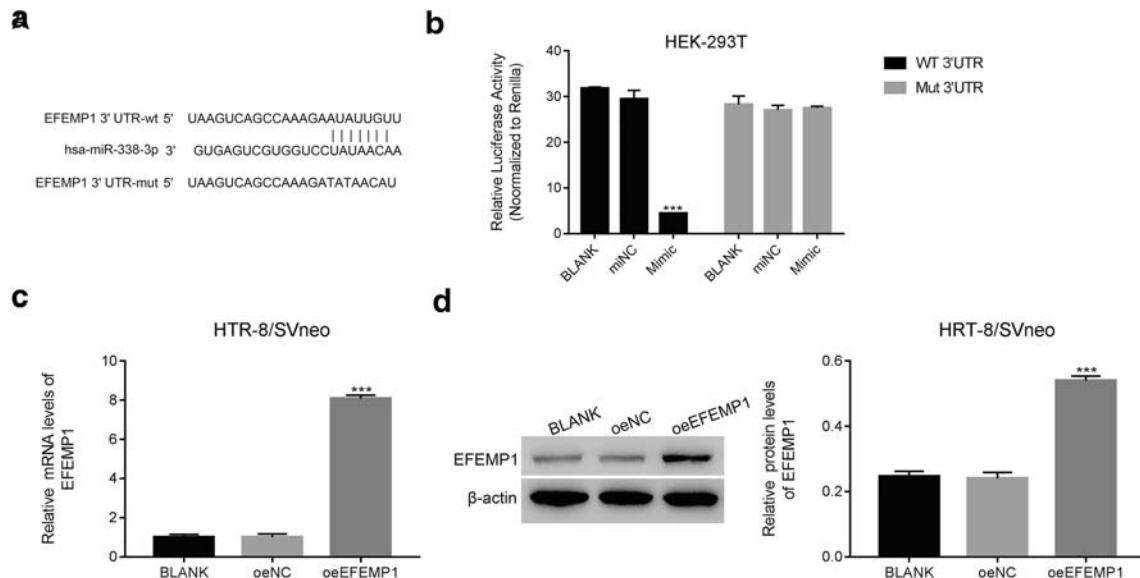 a
EFEMP1 3' UTR-wt 5' UAAGUCAGCCAAAGAAUAUUGUU
hsa-miR-338-3p 3' GUGAGUCGUGGUCCUAUAACAA
EFEMP1 3' UTR-mut 5' UAAGUCAGCCAAAGATATAACAU
b
HEK-293T
Relative Luciferase Activity
(Noormalized to Renilla)
40
30
20
10
0
***
BLANK
miNC
Mimic
BLANK
miNC
Mimic
WT 3'UTR
Mut 3'UTR
c
HTR-8/SVneo
Relative mRNA levels of
EFEMP1
10
8
6
4
2
0
***
BLANK
oeNC
oeEFEMP1
d
BLANK
oeNC
oeEFEMP1
EFEMP1
β-actin
HRT-8/SVneo
Relative protein levels
of EFEMP1
0.6
0.4
0.2
0.0
***
BLANK
oeNC
oeEFEMP1